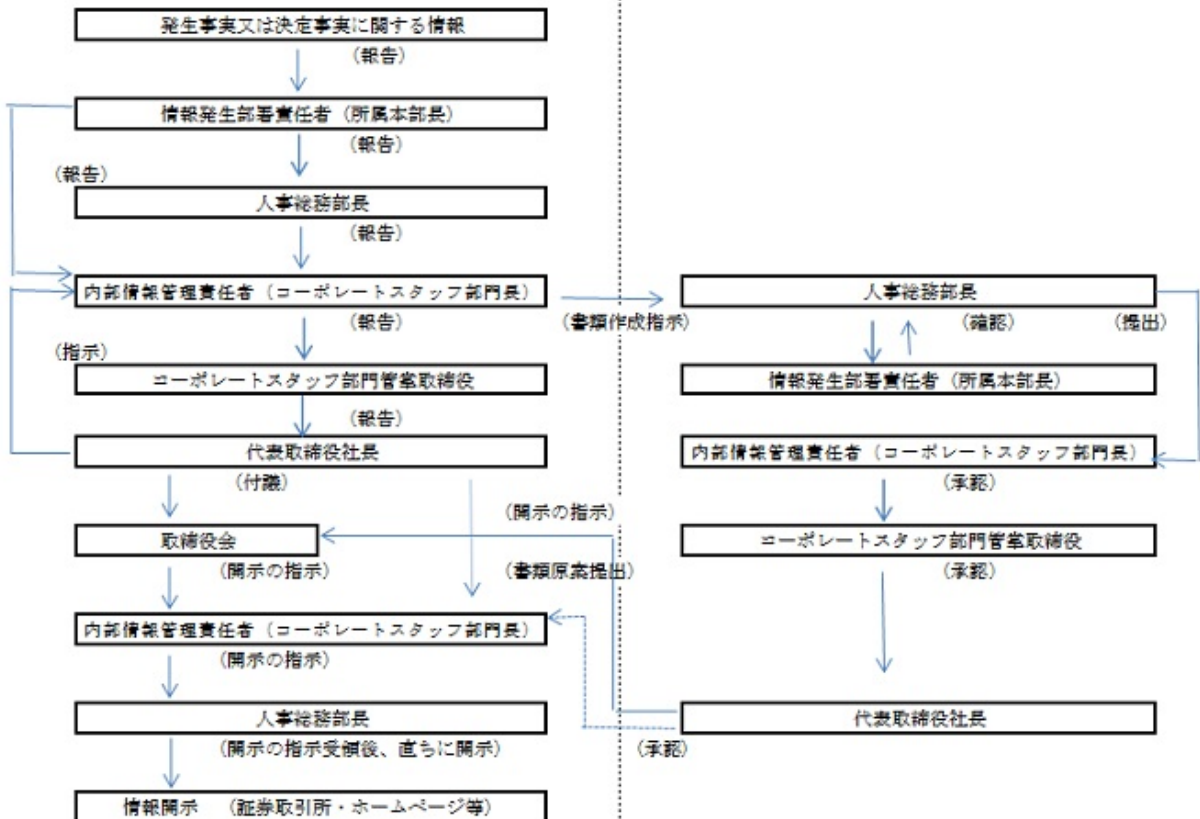 発生事実又は決定事実に関する情報
(報告)
情報発生部署責任者(所属本部長)
(報告)
(報告)
人事総務部長
(報告)
内部情報管理責任者(コーポレートスタッフ部門長)
(報告)
(指示)
コーポレートスタッフ部門管掌取締役
(報告)
代表取締役社長
(付議)
(開示の指示)
取締役会
(開示の指示)
(書類原案提出)
内部情報管理責任者(コーポレートスタッフ部門長)
(開示の指示)
人事総務部長
(開示の指示受領後、直ちに開示)
情報開示 (証券取引所・ホームページ等)
(書類作成指示)
人事総務部長
(確認)
(提出)
情報発生部署責任者(所属本部長)
内部情報管理責任者(コーポレートスタッフ部門長)
(承認)
コーポレートスタッフ部門管掌取締役
(承認)
代表取締役社長
(承認)